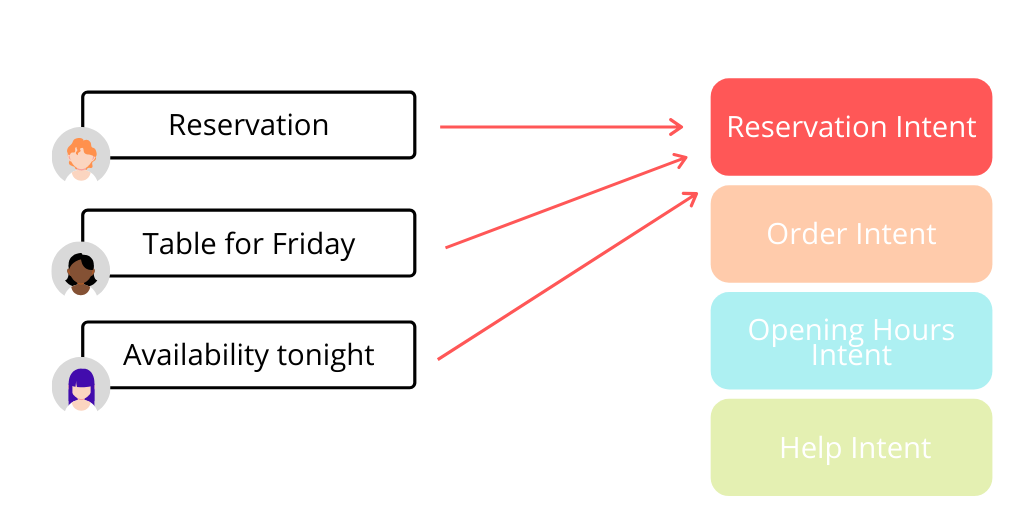 Reservation
Table for Friday
Availability tonight
Reservation Intent
Order Intent
Opening Hours
Intent
Help Intent